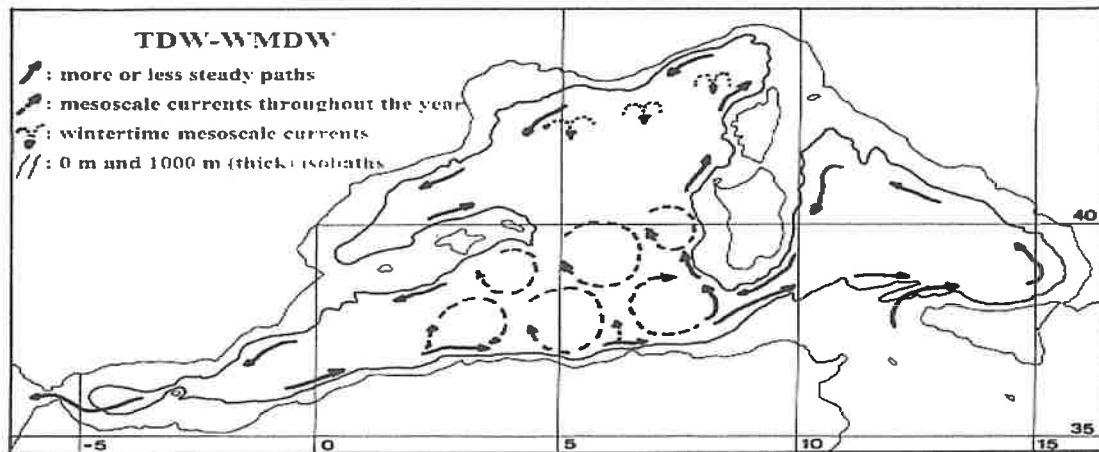 TDW-WMDW
: more or less steady paths
: mesoscale currents throughout the year
: wintertime mesoscale currents
: 0 m and 1000 m (thick) isobaths
40
35
-5 0 5 10 15